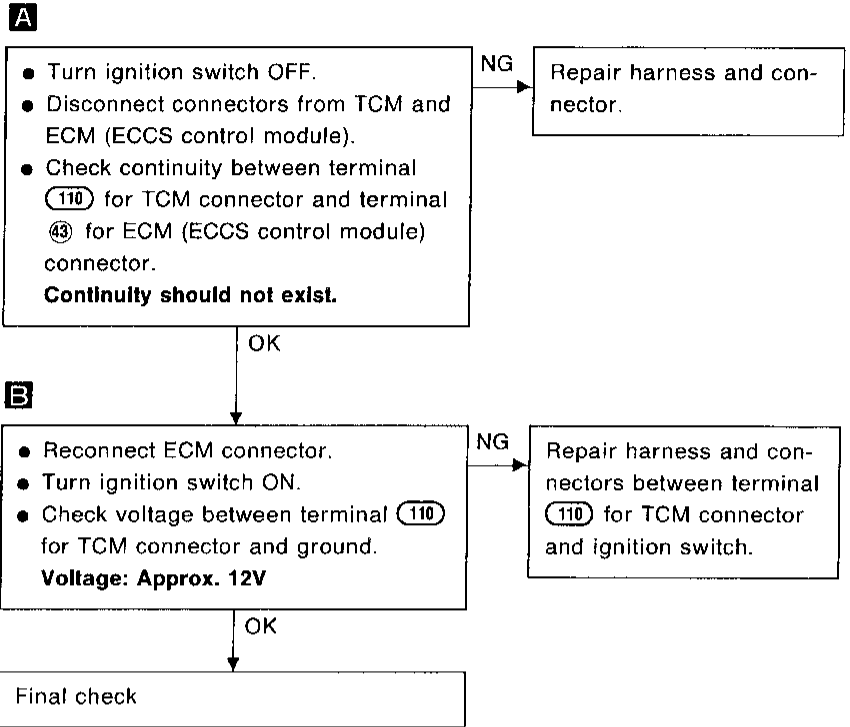 A
● Turn ignition switch OFF.
● Disconnect connectors from TCM and
ECM (ECCS control module).
● Check continuity between terminal
110 for TCM connector and terminal
43 for ECM (ECCS control module)
connector.
Continuity should not exist.
NG
Repair harness and con-
nector.
OK
B
● Reconnect ECM connector.
● Turn ignition switch ON.
● Check voltage between terminal 110
for TCM connector and ground.
Voltage: Approx. 12V
NG
Repair harness and con-
nectors between terminal
110 for TCM connector
and ignition switch.
OK
Final check